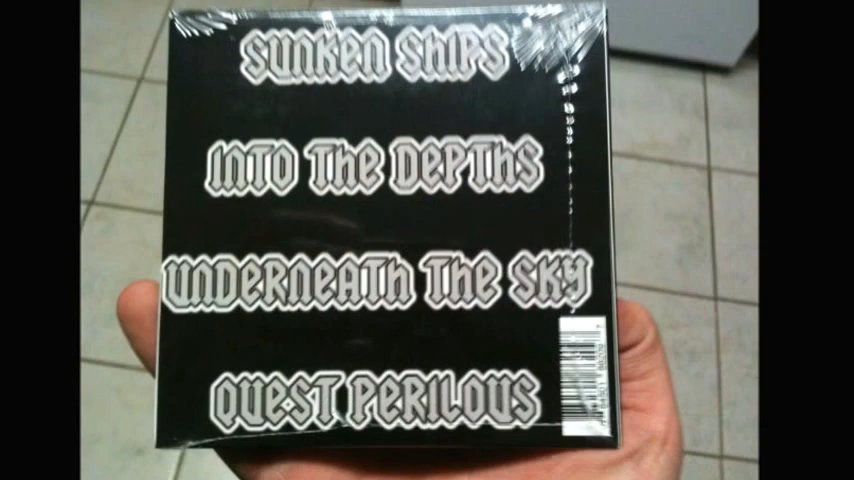 SUNKEN SHIPS
INTO THE DEPTHS
UNDERNEATH THE SKY
QUEST PERILOUS